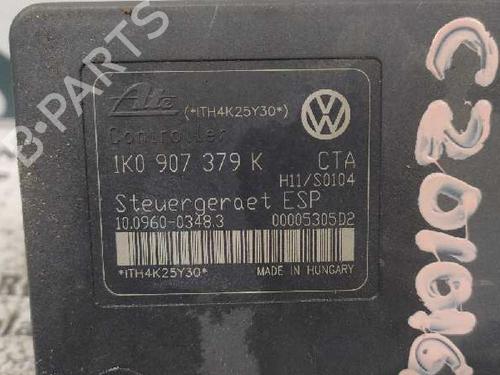 B-PARTS
Ate
(*ITH4K25Y30*)
Controller
1K0 907 379 K CTA
H11/S0104
Steuergeraet ESP
10.0960-0348.3 00005305D2
*ITH4K25Y30*
MADE IN HUNGARY